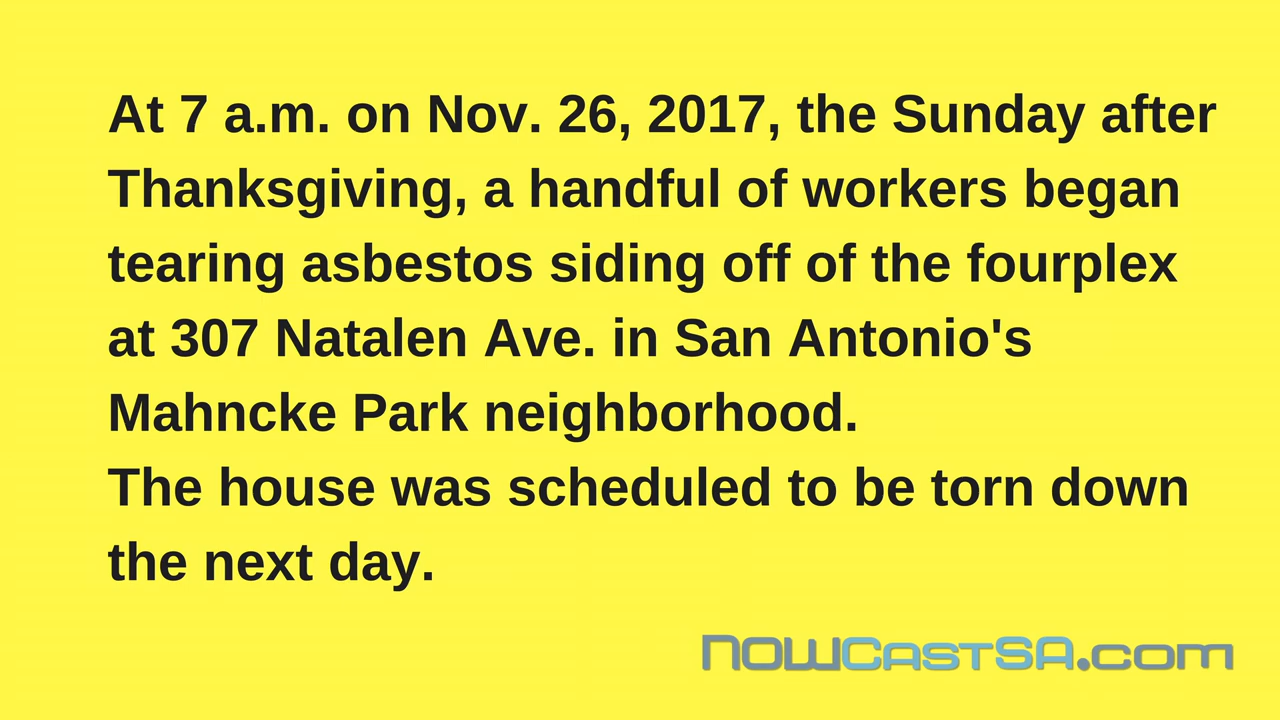 At 7 a.m. on Nov. 26, 2017, the Sunday after
Thanksgiving, a handful of workers began
tearing asbestos siding off of the fourplex
at 307 Natalen Ave. in San Antonio's
Mahncke Park neighborhood.
The house was scheduled to be torn down
the next day.
NOWCASTSA.com